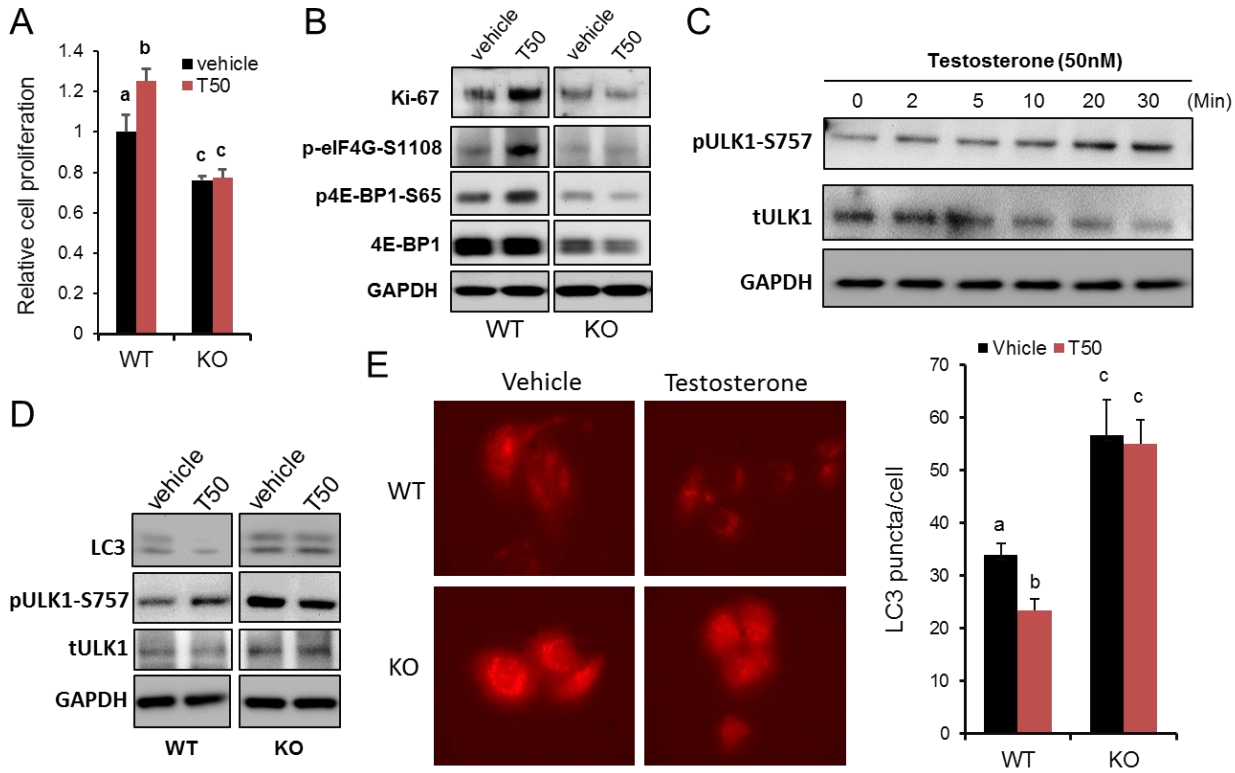 A
Relative cell proliferation
1.4
1.2
1
0.8
0.6
0.4
0.2
0
vehicle
T50
a
b
c
c
WT
KO
B
vehicle
T50
vehicle
T50
Ki-67
p-eIF4G-S1108
p4E-BP1-S65
4E-BP1
GAPDH
WT
KO
C
Testosterone (50nM)
0 2 5 10 20 30 (Min)
pULK1-S757
tULK1
GAPDH
D
vehicle
T50
vehicle
T50
LC3
pULK1-S757
tULK1
GAPDH
WT
KO
E
Vehicle
Testosterone
WT
KO
Vhicle
T50
LC3 puncta/cell
70
60
50
40
30
20
10
0
a
b
c
c
WT
KO